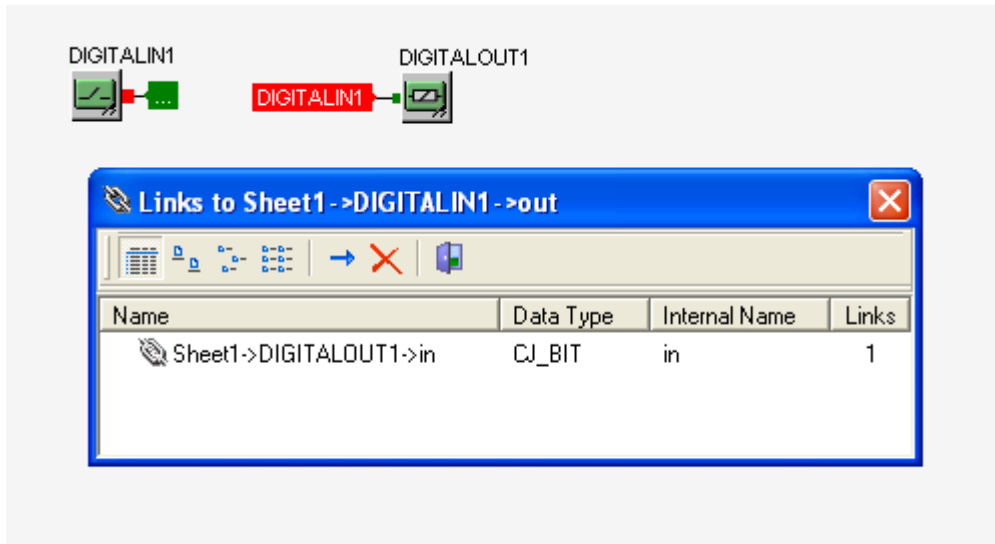 DIGITALIN1
DIGITALOUT1
...
DIGITALIN1
Links to Sheet1->DIGITALIN1->out
Name Data Type Internal Name Links
Sheet1->DIGITALOUT1->in CJ_BIT in 1